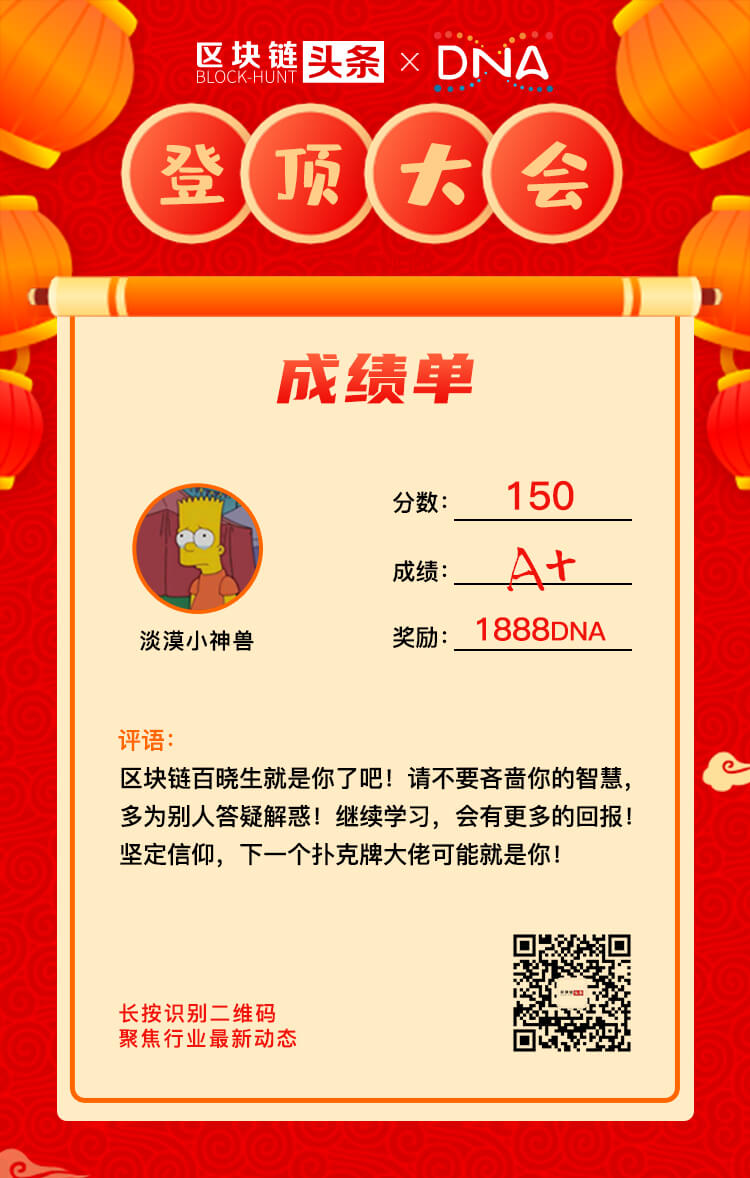 区块链头条 × DNA
BLOCK-HUNT
登顶大会
成绩单
分数：150
成绩：A+
奖励：1888DNA
淡漠小神兽
评语：
区块链百晓生就是你了吧！请不要吝啬你的智慧，
多为别人答疑解惑！继续学习，会有更多的回报！
坚定信仰，下一个扑克牌大佬可能就是你！
长按识别二维码
聚焦行业最新动态
区块链头条